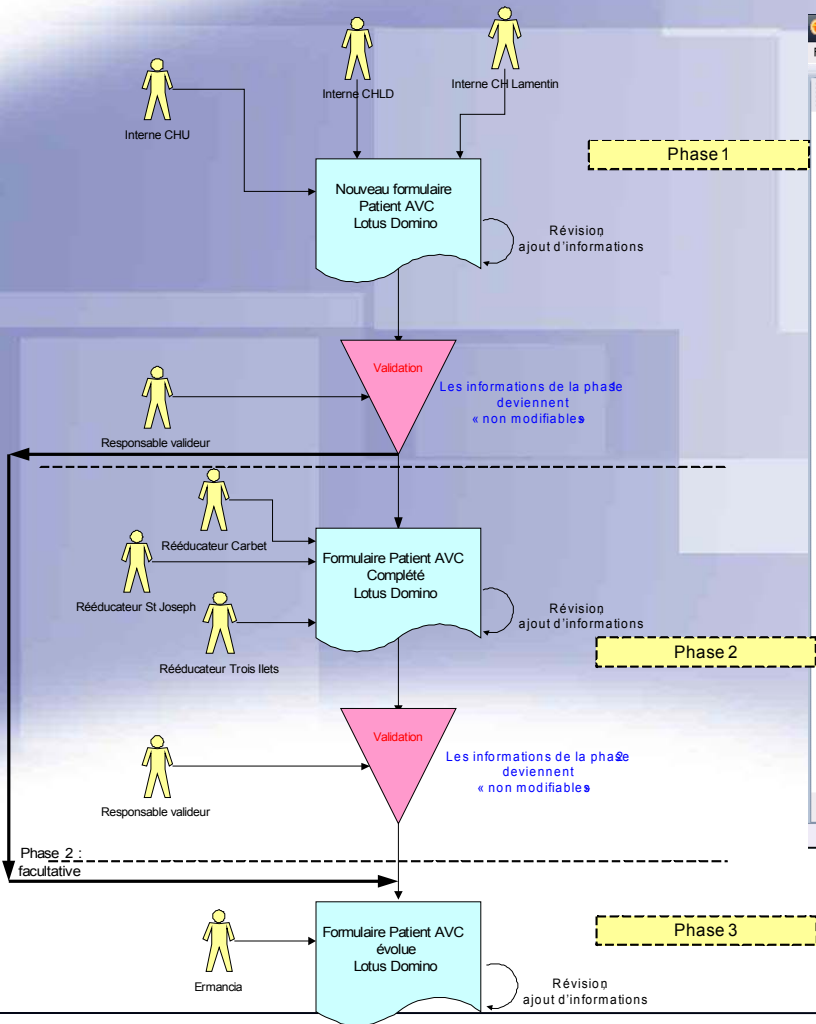 Interne CHLD
Interne CH Lamentin
Interne CHU
Phase 1
Nouveau formulaire
Patient AVC
Lotus Domino
Révision,
ajout d'informations
Validation
Les informations de la phase1
deviennent
« non modifiables»
Responsable valideur
Rééducateur Carbet
Formulaire Patient AVC
Complété
Lotus Domino
Rééducateur St Joseph
Révision,
ajout d'informations
Rééducateur Trois Ilets
Phase 2
Validation
Les informations de la phase2
deviennent
« non modifiables»
Responsable valideur
Phase 2 :
facultative
Formulaire Patient AVC
évolue
Lotus Domino
Phase 3
Ermancia
Révision,
ajout d'informations